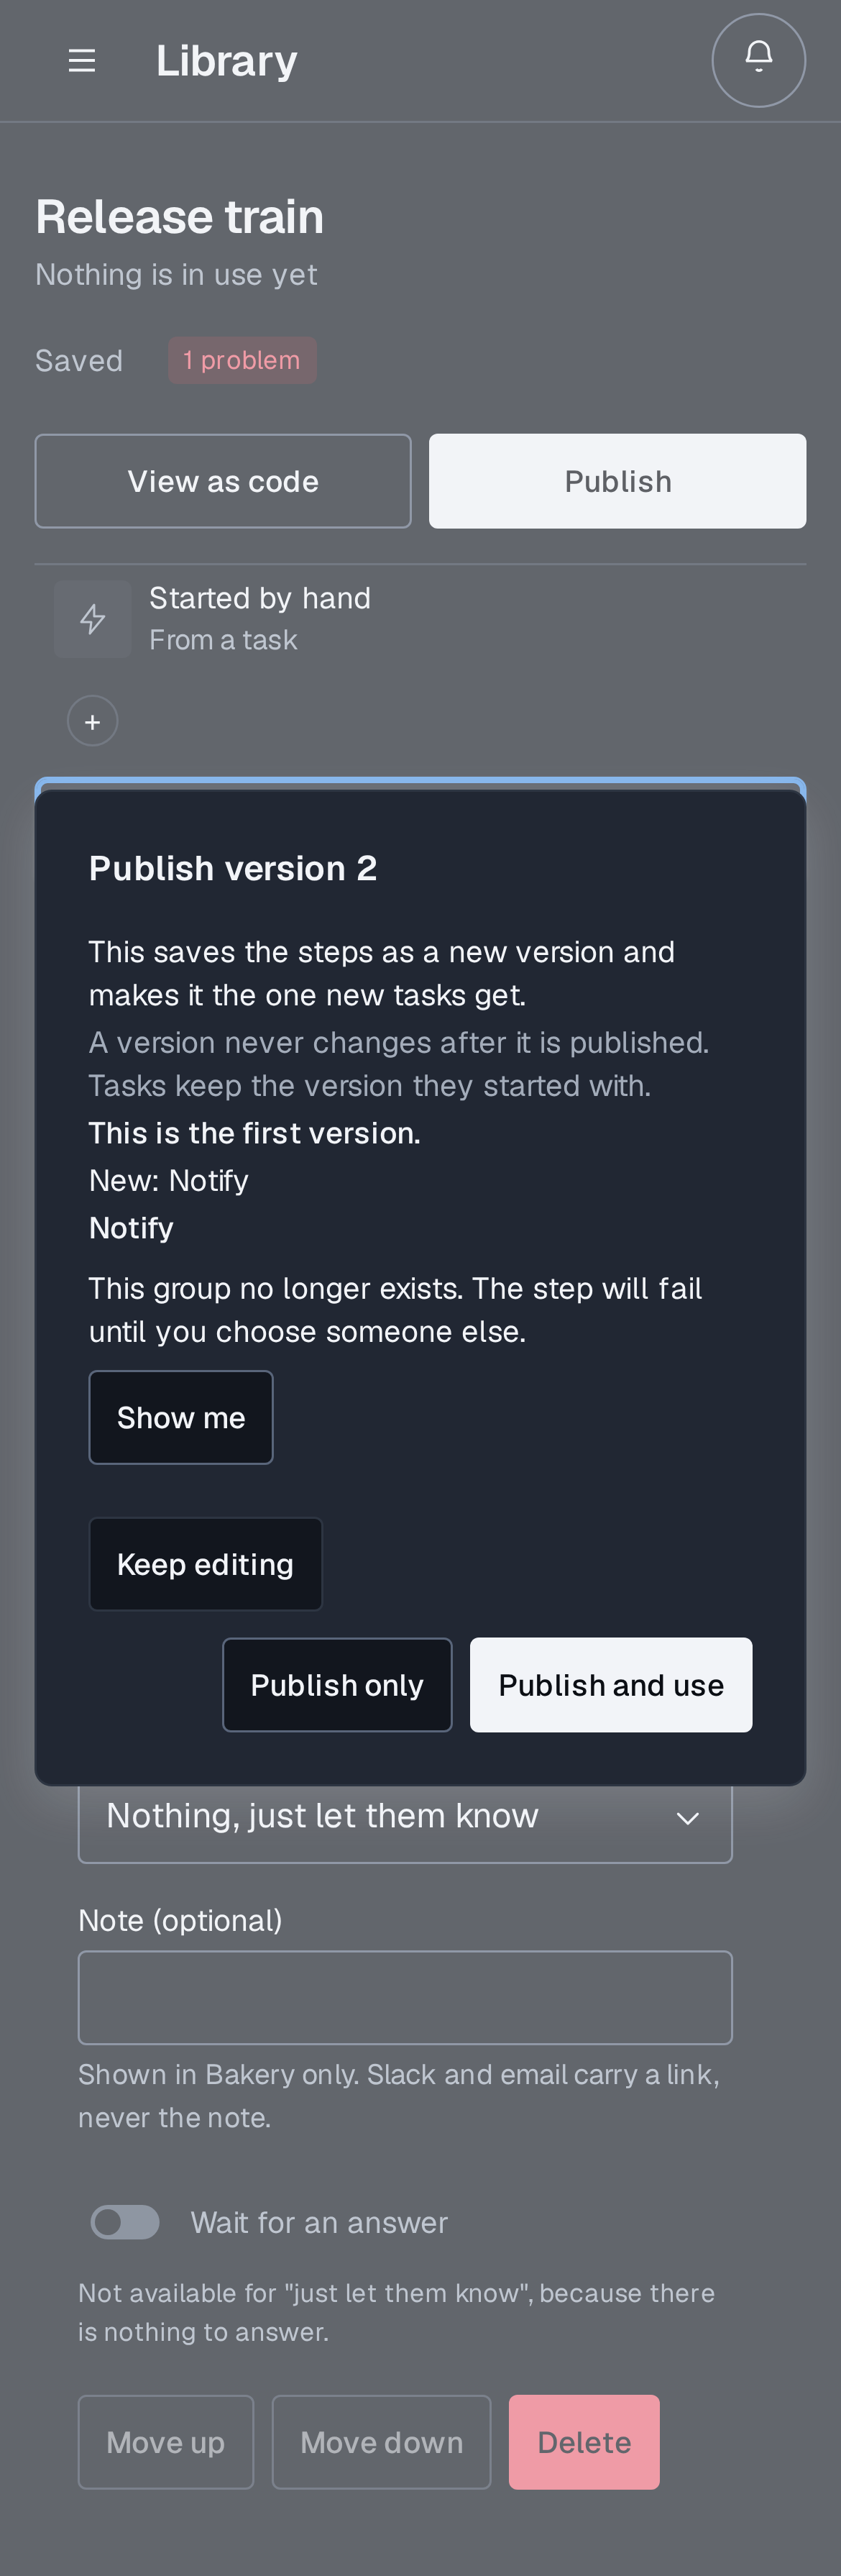 Library
Release train
Nothing is in use yet
Saved
1 problem
View as code
Publish
Started by hand
From a task
+
Publish version 2
This saves the steps as a new version and
makes it the one new tasks get.
A version never changes after it is published.
Tasks keep the version they started with.
This is the first version.
New: Notify
Notify
This group no longer exists. The step will fail
until you choose someone else.
Show me
Keep editing
Publish only
Publish and use
Nothing, just let them know
Note (optional)
Shown in Bakery only. Slack and email carry a link,
never the note.
Wait for an answer
Not available for "just let them know", because there
is nothing to answer.
Move up
Move down
Delete